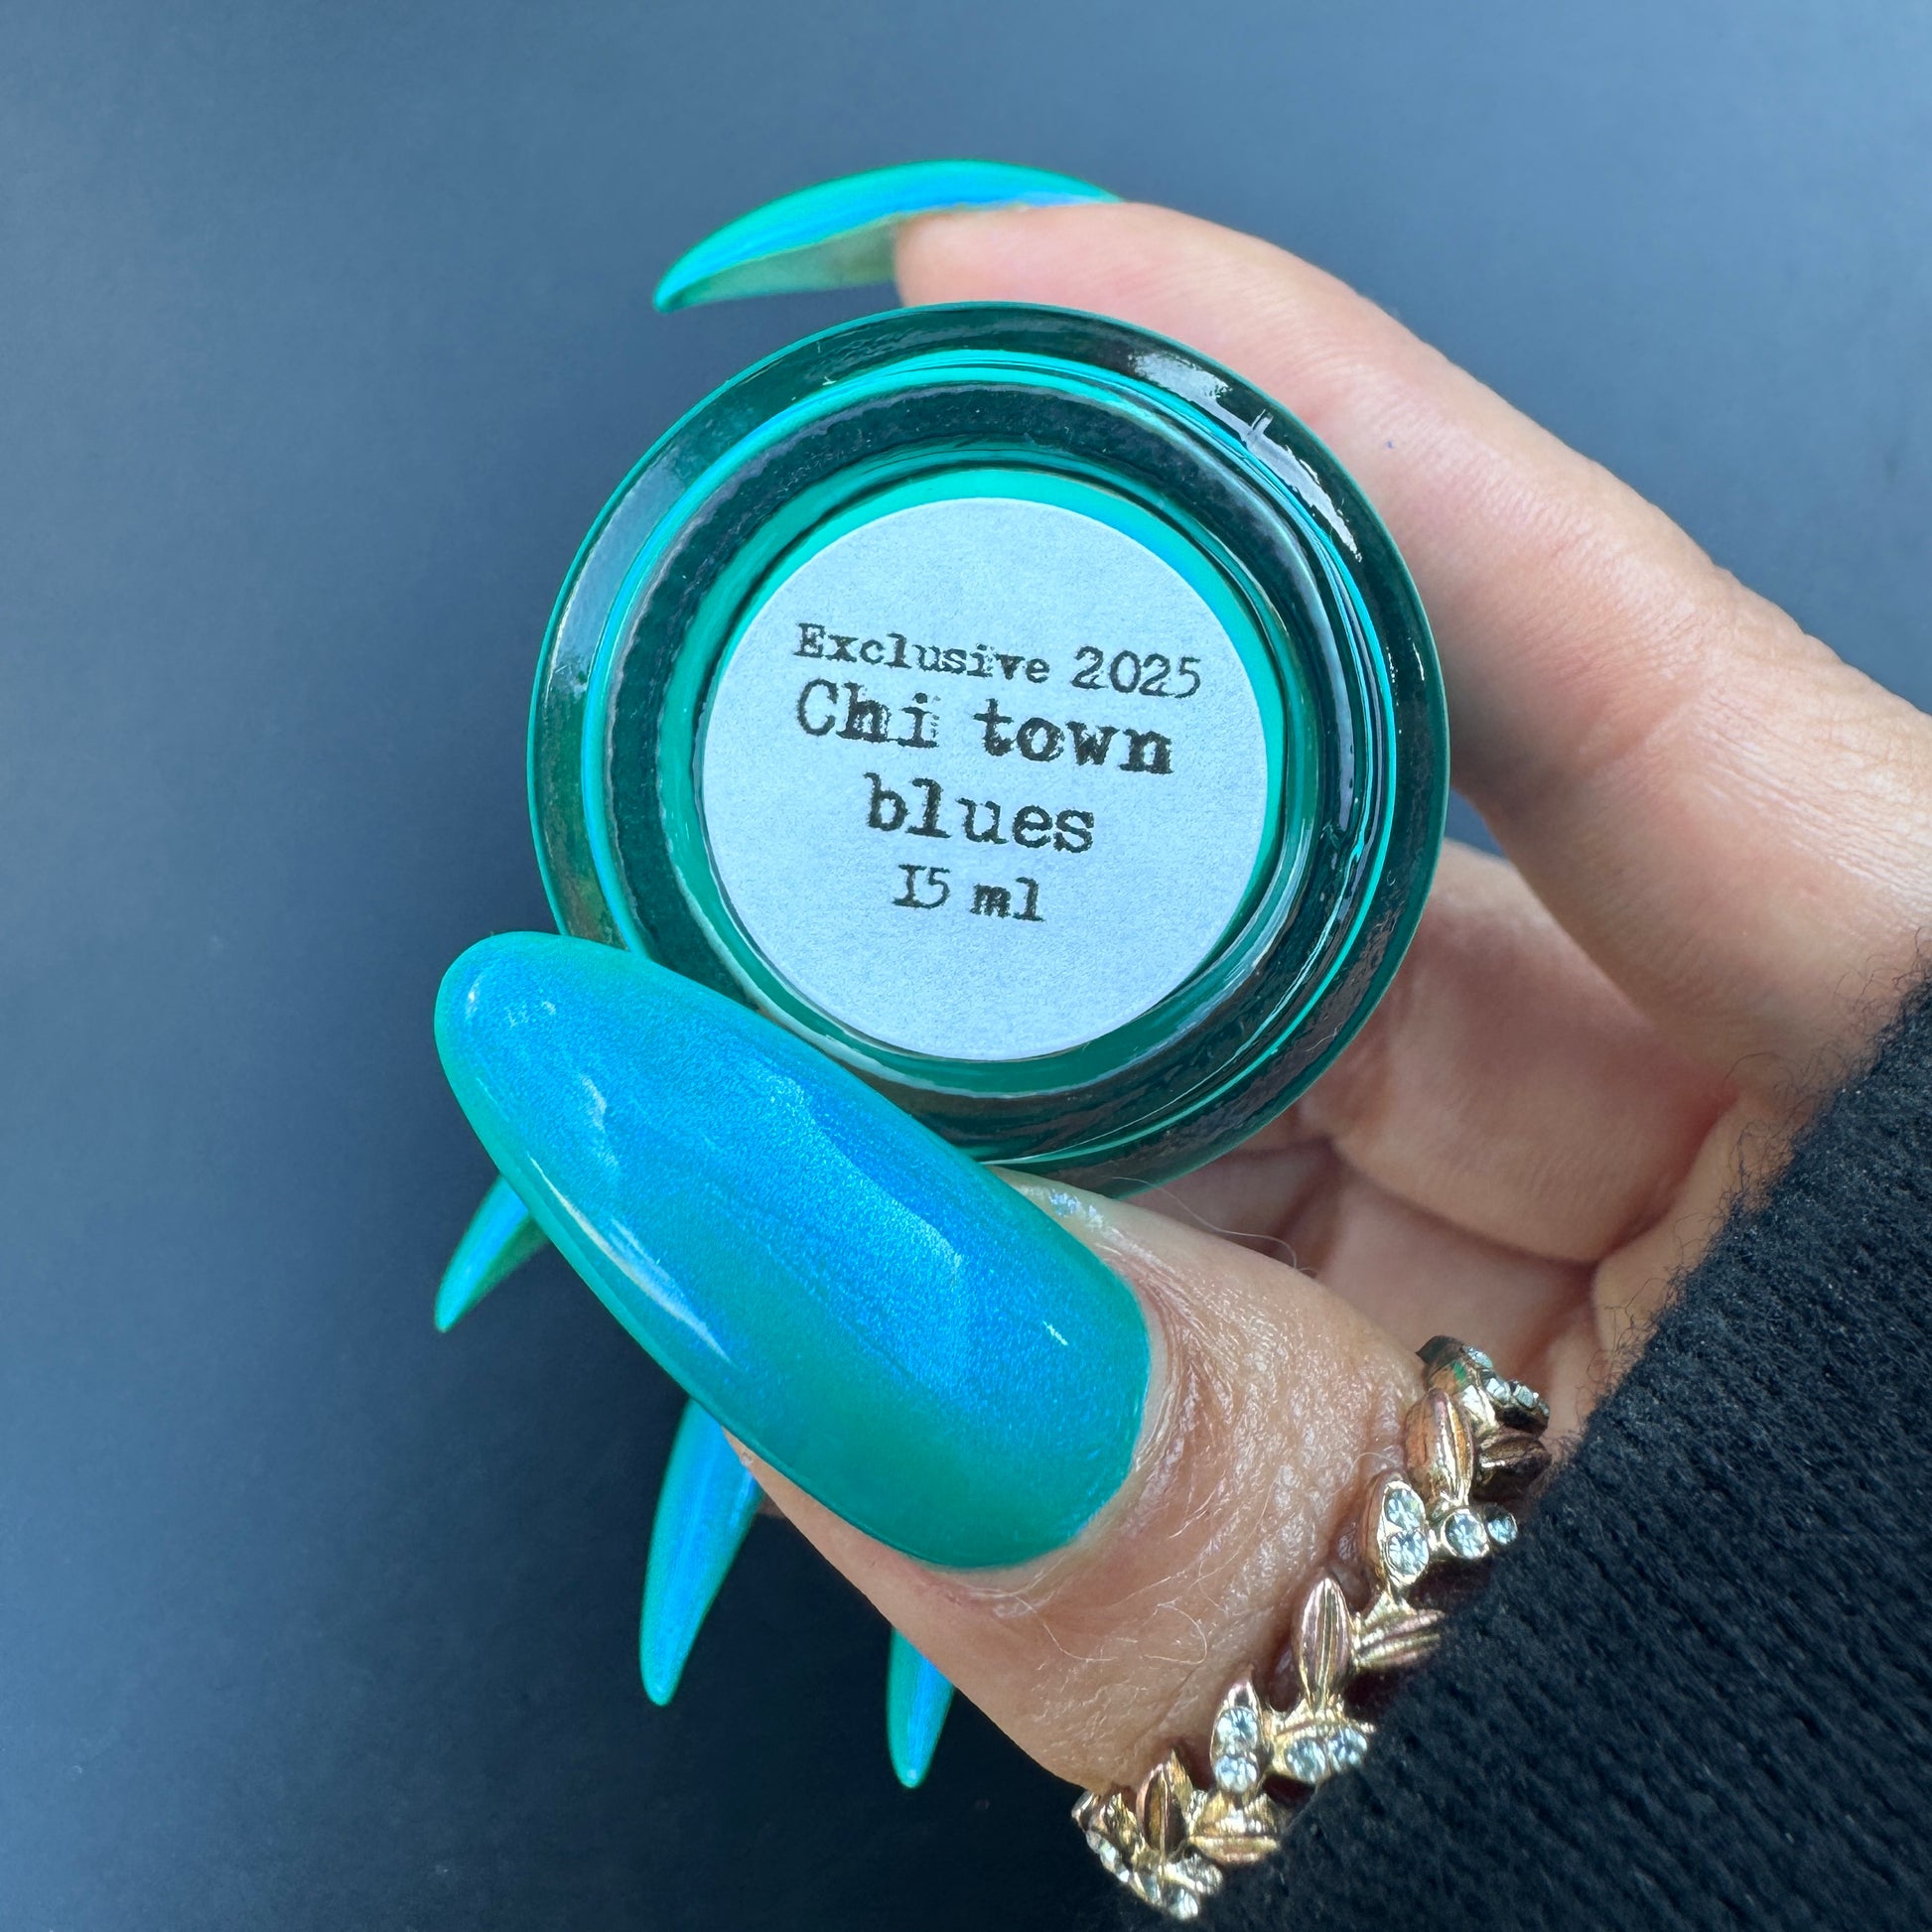 Exclusive 2025
Chi town
blues
15 ml